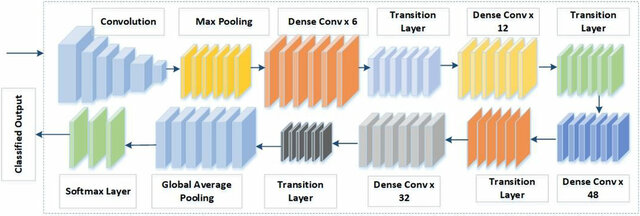 Convolution
Max Pooling
Dense Conv x 6
Transition
Layer
Dense Conv x
12
Transition
Layer
Classified Output
Softmax Layer
Global Average
Pooling
Transition
Layer
Dense Conv x
32
Transition
Layer
Dense Conv x
48